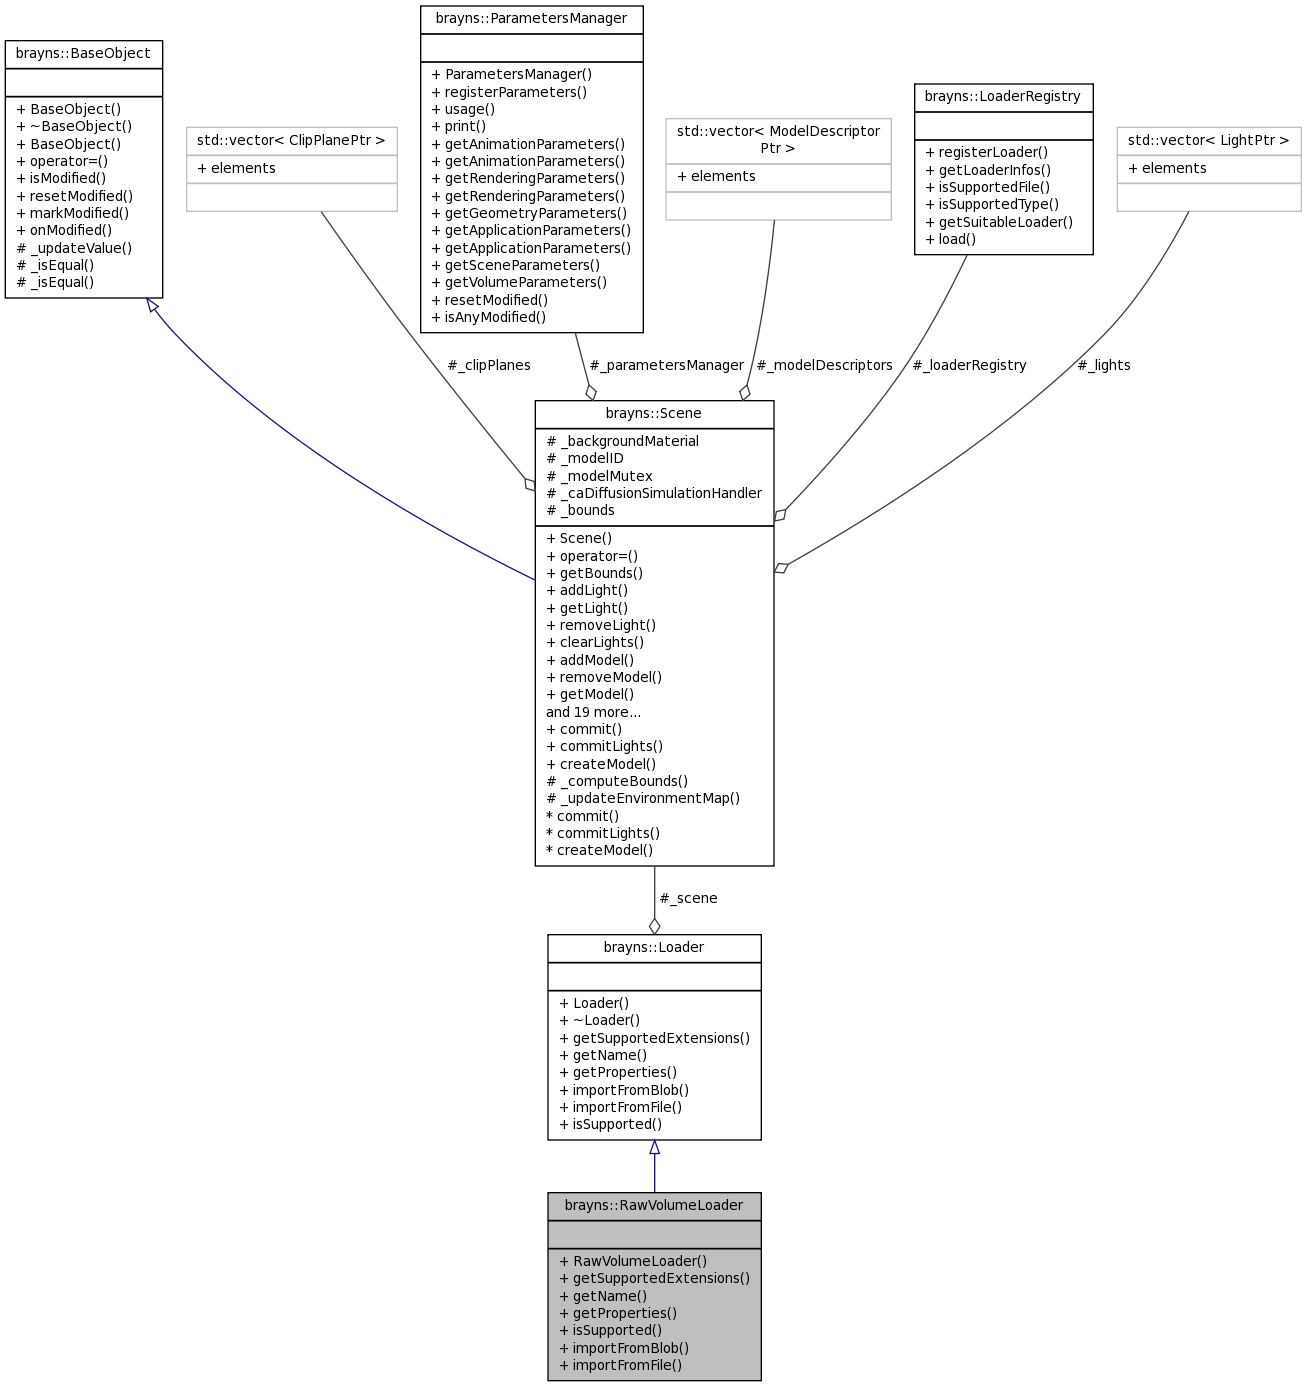 brayns::BaseObject
+ BaseObject()
+ ~BaseObject()
+ BaseObject()
+ operator=()
+ isModified()
+ resetModified()
+ markModified()
+ onModified()
# _updateValue()
# _isEqual()
# _isEqual()
std::vector< ClipPlanePtr >
+ elements
brayns::ParametersManager
+ ParametersManager()
+ registerParameters()
+ usage()
+ print()
+ getAnimationParameters()
+ getAnimationParameters()
+ getRenderingParameters()
+ getRenderingParameters()
+ getGeometryParameters()
+ getApplicationParameters()
+ getApplicationParameters()
+ getSceneParameters()
+ getVolumeParameters()
+ resetModified()
+ isAnyModified()
std::vector< ModelDescriptor
Ptr >
+ elements
brayns::LoaderRegistry
+ registerLoader()
+ getLoaderInfos()
+ isSupportedFile()
+ isSupportedType()
+ getSuitableLoader()
+ load()
std::vector< LightPtr >
+ elements
#_clipPlanes
#_parametersManager
#_modelDescriptors
#_loaderRegistry
#_lights
brayns::Scene
# _backgroundMaterial
# _modelID
# _modelMutex
# _caDiffusionSimulationHandler
# _bounds
+ Scene()
+ operator=()
+ getBounds()
+ addLight()
+ getLight()
+ removeLight()
+ clearLights()
+ addModel()
+ removeModel()
+ getModel()
and 19 more...
+ commit()
+ commitLights()
+ createModel()
# _computeBounds()
# _updateEnvironmentMap()
* commit()
* commitLights()
* createModel()
#_scene
brayns::Loader
+ Loader()
+ ~Loader()
+ getSupportedExtensions()
+ getName()
+ getProperties()
+ importFromBlob()
+ importFromFile()
+ isSupported()
brayns::RawVolumeLoader
+ RawVolumeLoader()
+ getSupportedExtensions()
+ getName()
+ getProperties()
+ isSupported()
+ importFromBlob()
+ importFromFile()